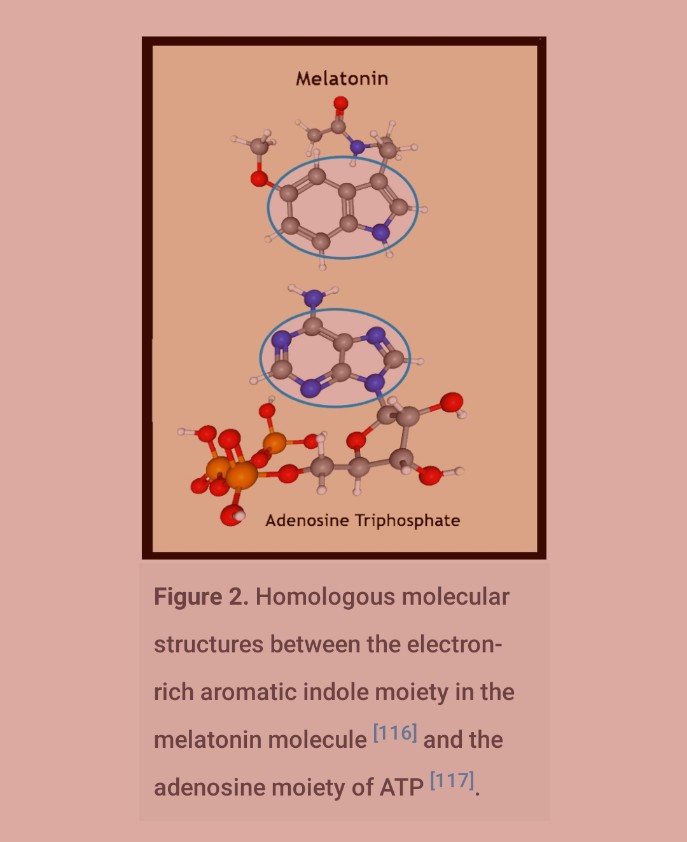 Melatonin
Adenosine Triphosphate
Figure 2. Homologous molecular
structures between the electron-
rich aromatic indole moiety in the
melatonin molecule [116] and the
adenosine moiety of ATP [117].